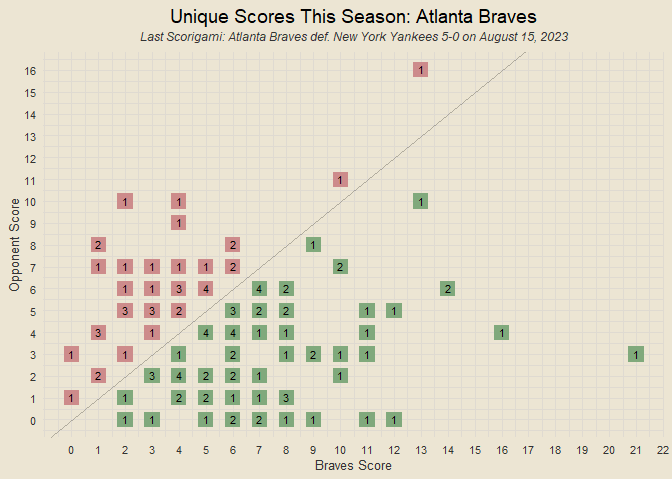 Unique Scores This Season: Atlanta Braves
Last Scorigami: Atlanta Braves def. New York Yankees 5-0 on August 15, 2023
16 1
15
14
13
12
11 1
10 1 1 1
9 1
8 2 2 1
7 1 1 1 1 1 2 2
6 1 1 3 4 4 2 2
5 3 3 2 3 2 2 1 1
4 3 1 4 4 1 1 1 1
3 1 1 1 2 1 2 1 1 1
2 2 3 4 2 2 1 1
1 1 1 2 2 1 1 3
0 1 1 1 2 2 1 1 1 1
0 1 2 3 4 5 6 7 8 9 10 11 12 13 14 15 16 17 18 19 20 21 22
Opponent Score
Braves Score